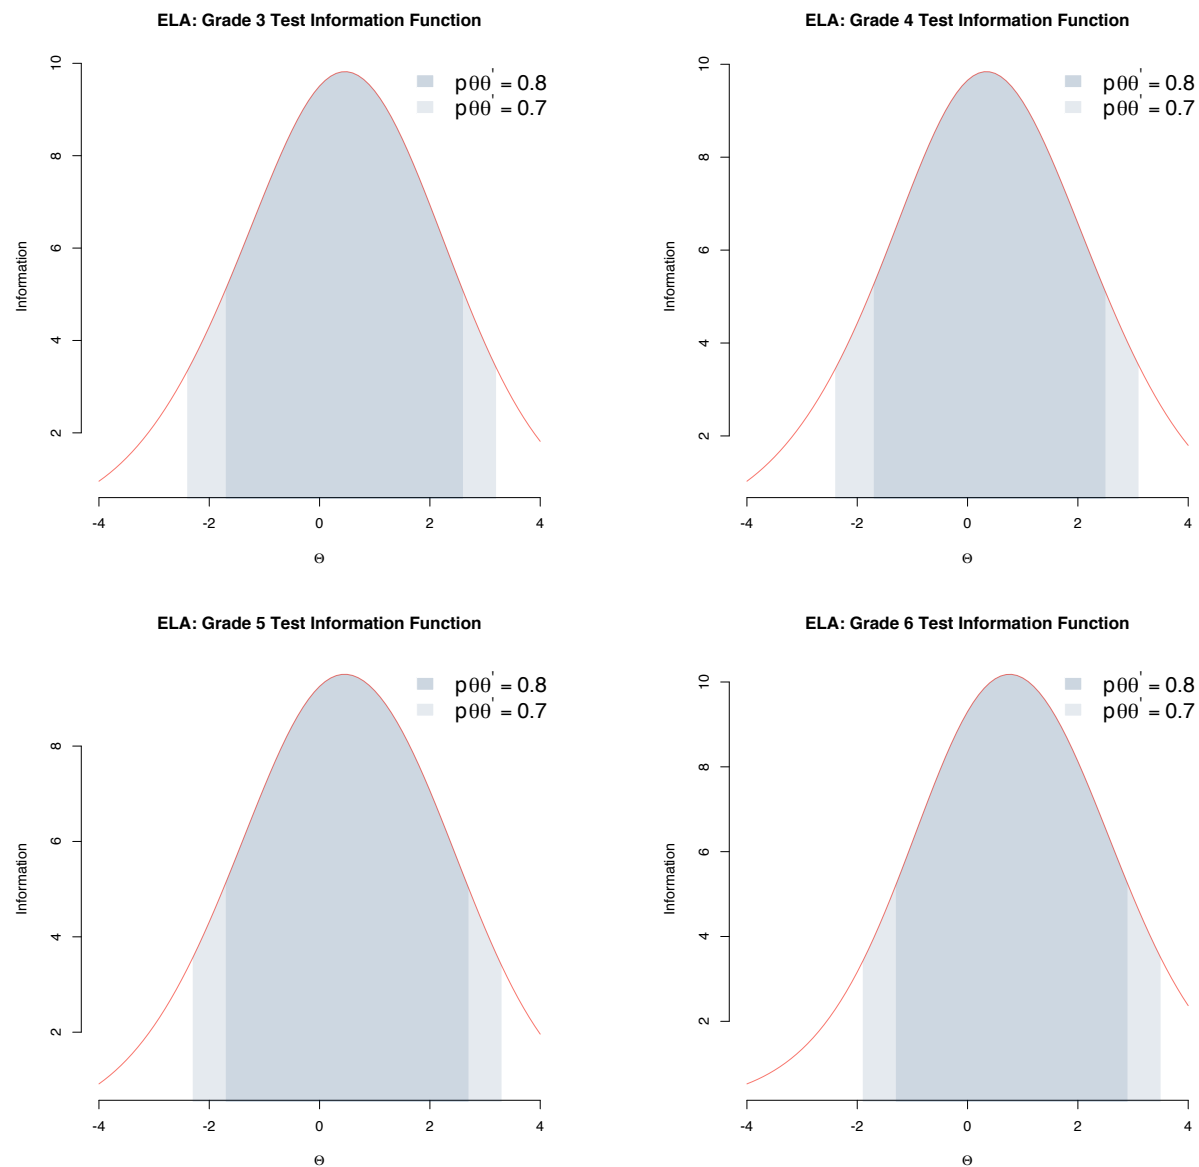 ELA: Grade 3 Test Information Function
pθθ' = 0.8
pθθ' = 0.7
10
8
6
4
2
Information
-4 -2 0 2 4
Θ
ELA: Grade 4 Test Information Function
pθθ' = 0.8
pθθ' = 0.7
10
8
6
4
2
Information
-4 -2 0 2 4
Θ
ELA: Grade 5 Test Information Function
pθθ' = 0.8
pθθ' = 0.7
8
6
4
2
Information
-4 -2 0 2 4
Θ
ELA: Grade 6 Test Information Function
pθθ' = 0.8
pθθ' = 0.7
10
8
6
4
2
Information
-4 -2 0 2 4
Θ